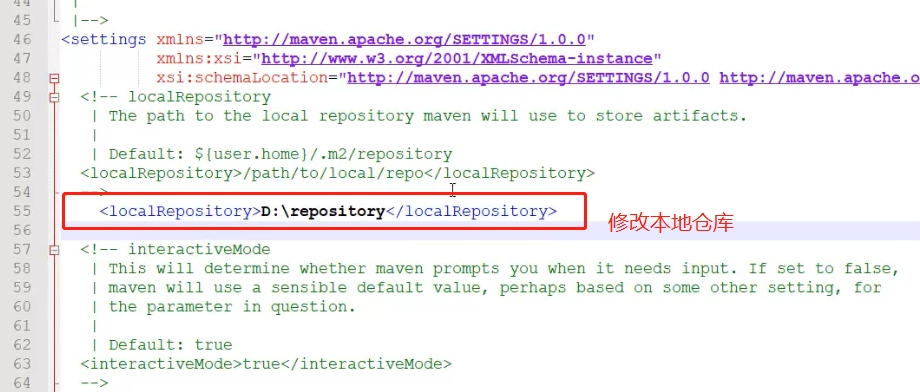 44 |
45 |-->
46 <settings xmlns="http://maven.apache.org/SETTINGS/1.0.0"
47 xmlns:xsi="http://www.w3.org/2001/XMLSchema-instance"
48 xsi:schemaLocation="http://maven.apache.org/SETTINGS/1.0.0 http://maven.apache.o
49 <!-- localRepository
50 | The path to the local repository maven will use to store artifacts.
51 |
52 | Default: ${user.home}/.m2/repository
53 <localRepository>/path/to/local/repo</localRepository>
54 -->
55 <localRepository>D:\repository</localRepository>
修改本地仓库
56
57 <!-- interactiveMode
58 | This will determine whether maven prompts you when it needs input. If set to false,
59 | maven will use a sensible default value, perhaps based on some other setting, for
60 | the parameter in question.
61 |
62 | Default: true
63 <interactiveMode>true</interactiveMode>
64 -->